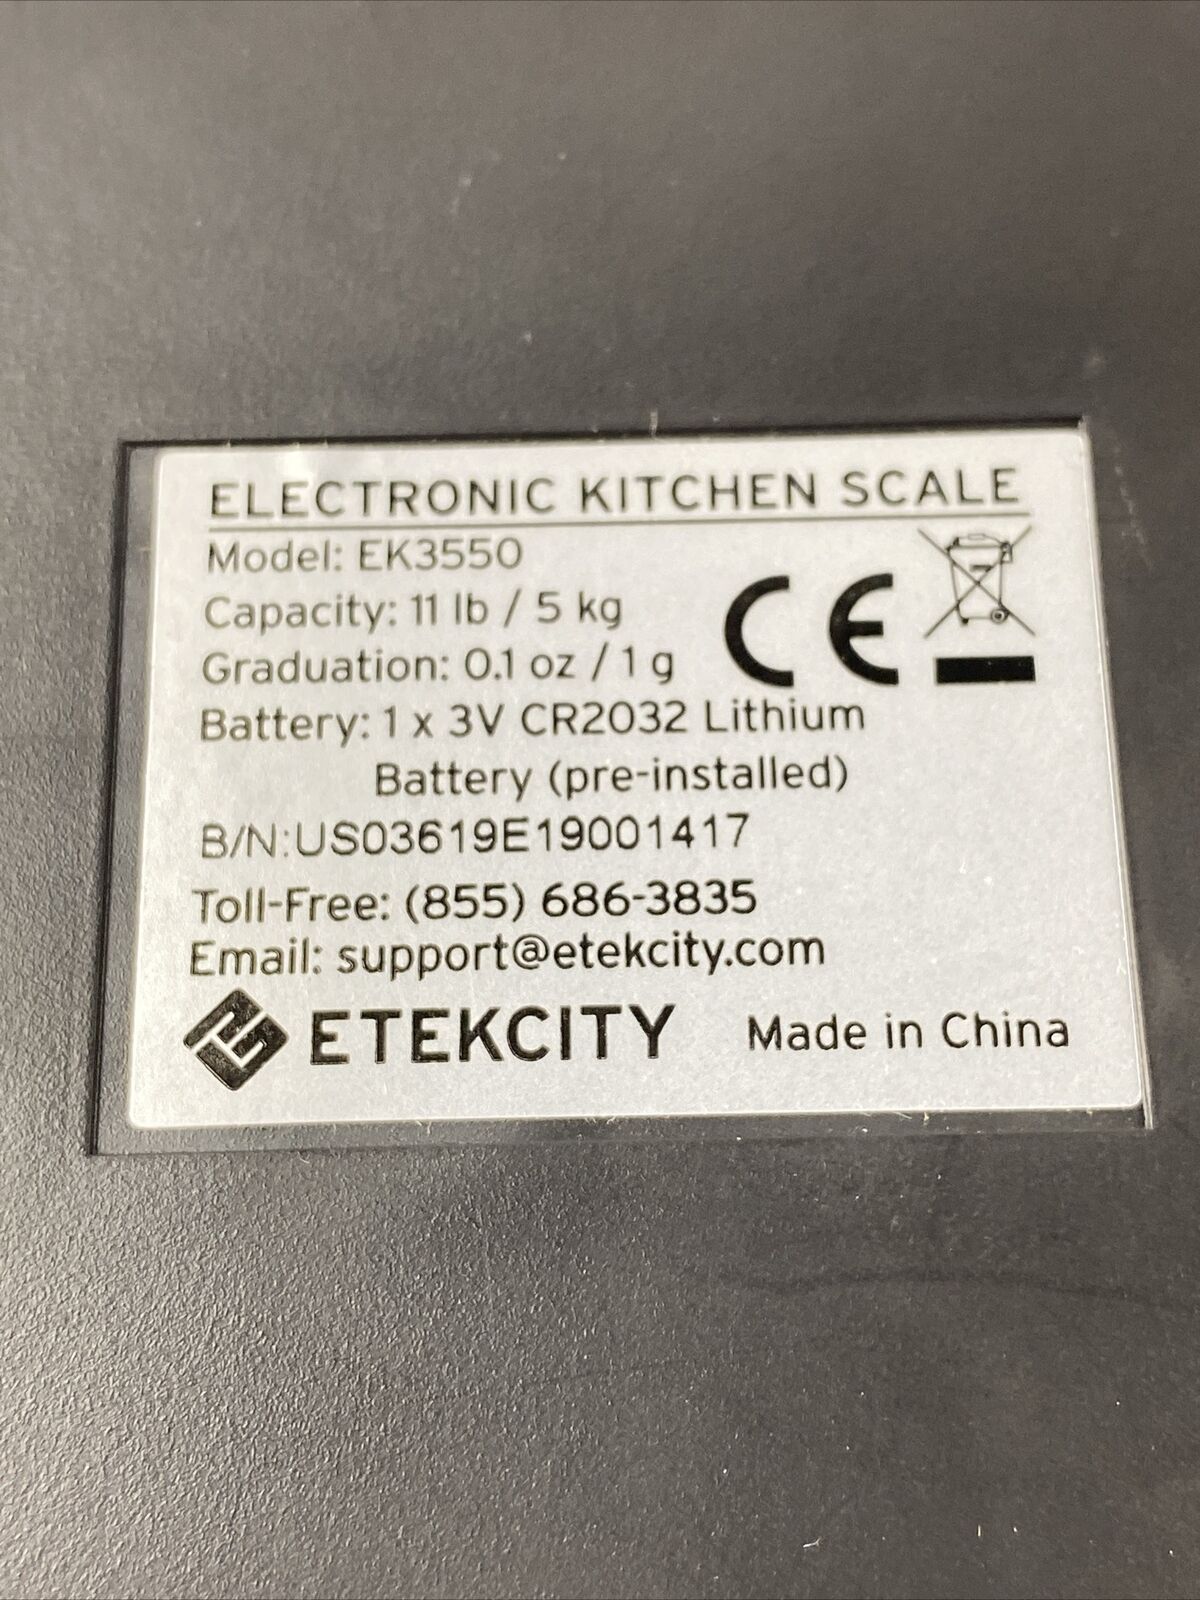 ELECTRONIC KITCHEN SCALE
Model: EK3550
Capacity: 11 lb / 5 kg
Graduation: 0.1 oz / 1 g
CE
Battery: 1 x 3V CR2032 Lithium
Battery (pre-installed)
B/N:US03619E19001417
Toll-Free: (855) 686-3835
Email: support@etekcity.com
ETEKCITY Made in China